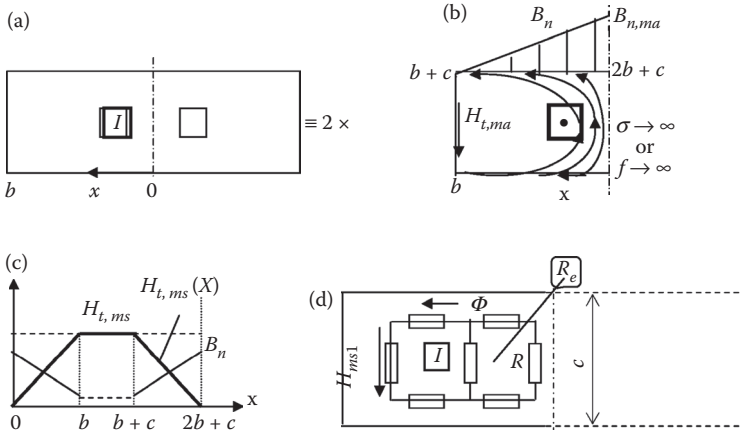 (a)
I
≡ 2 ×
b
x
0
(b)
B_n
B_{n,ma}
b + c
2b + c
H_{t,ma}
σ → ∞
or
f → ∞
b
x
(c)
H_{t, ms}(X)
H_{t, ms}
B_n
x
0
b
b + c
2b + c
(d)
R_e
Φ
H_{ms1}
I
R
c